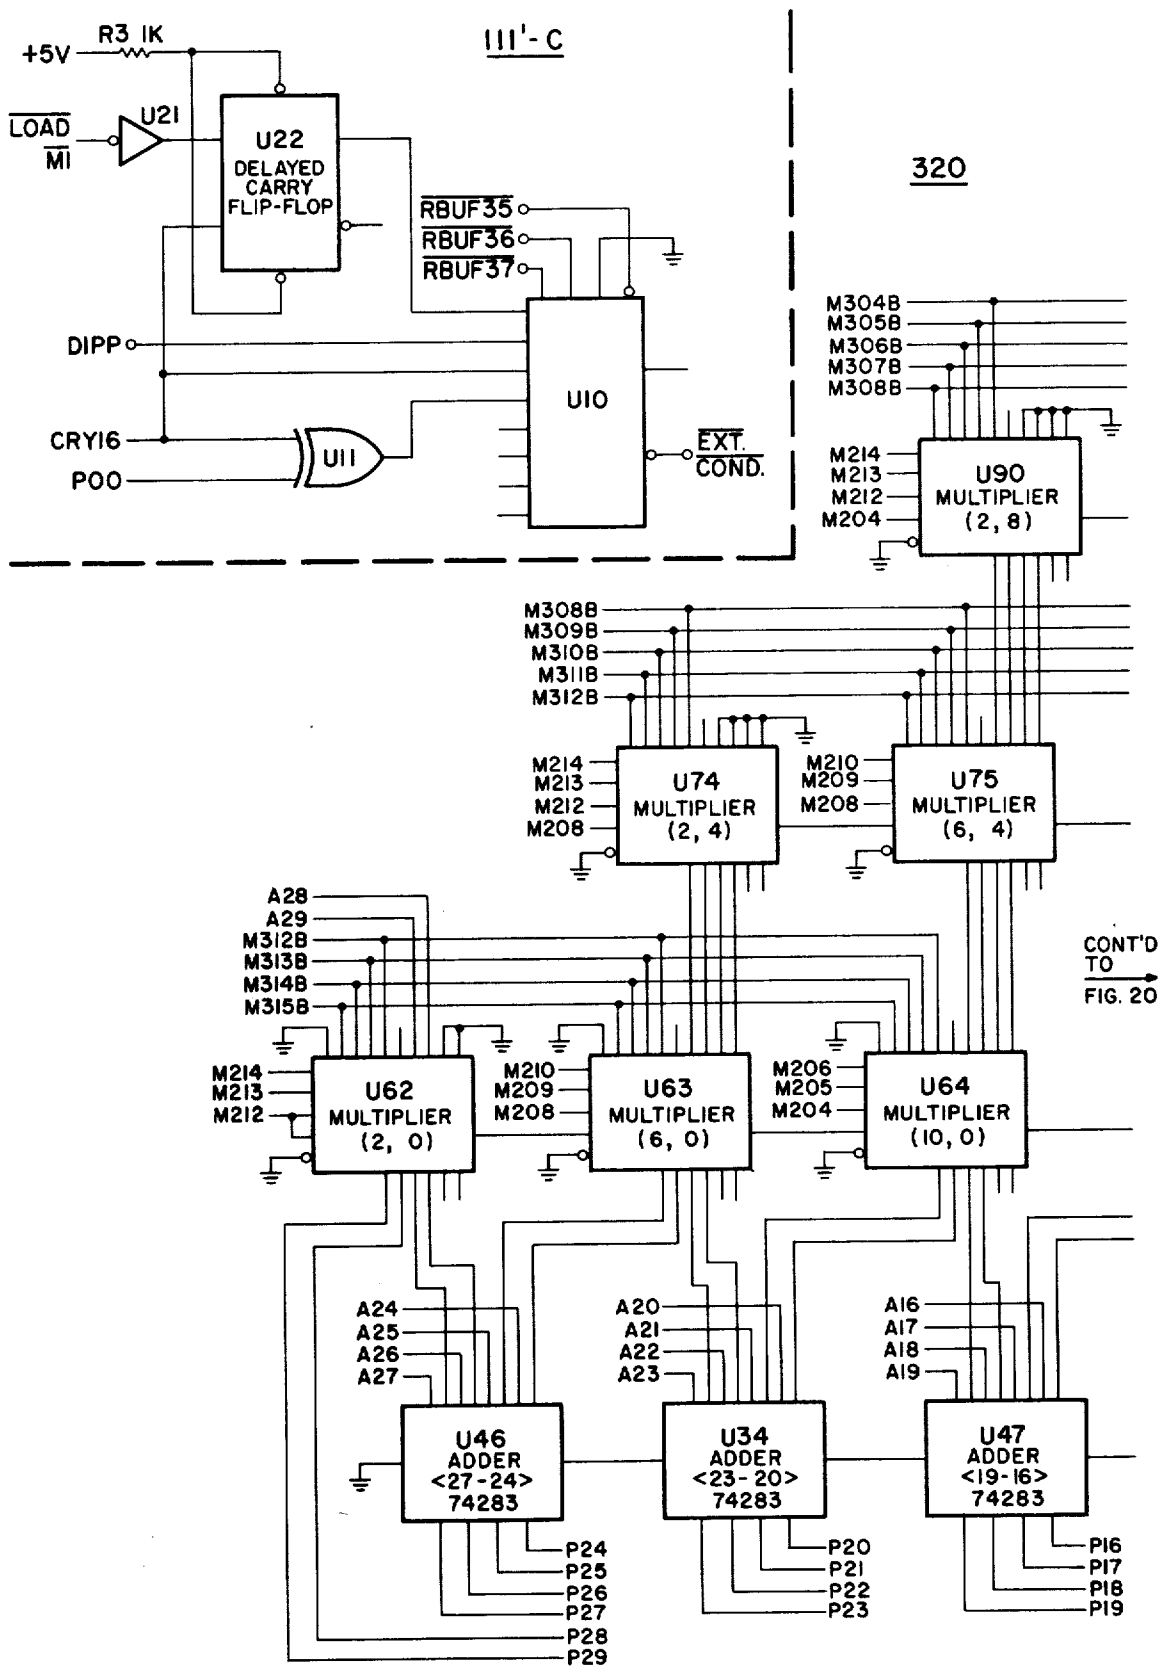 R3 1K
+5V
111'-C
LOAD
M1
U21
U22
DELAYED
CARRY
FLIP-FLOP
RBUF35
RBUF36
RBUF37
DIPP
CRY16
P00
U11
U10
EXT.
COND.
320
M304B
M305B
M306B
M307B
M308B
M214
M213
M212
M204
U90
MULTIPLIER
(2, 8)
M308B
M309B
M310B
M311B
M312B
M214
M213
M212
M208
U74
MULTIPLIER
(2, 4)
M210
M209
M208
U75
MULTIPLIER
(6, 4)
A28
A29
M312B
M313B
M314B
M315B
CONT'D
TO
FIG. 20
M214
M213
M212
U62
MULTIPLIER
(2, 0)
M210
M209
M208
U63
MULTIPLIER
(6, 0)
M206
M205
M204
U64
MULTIPLIER
(10, 0)
A24
A25
A26
A27
U46
ADDER
<27-24>
74283
A20
A21
A22
A23
U34
ADDER
<23-20>
74283
A16
A17
A18
A19
U47
ADDER
<19-16>
74283
P24
P25
P26
P27
P28
P29
P20
P21
P22
P23
P16
P17
P18
P19